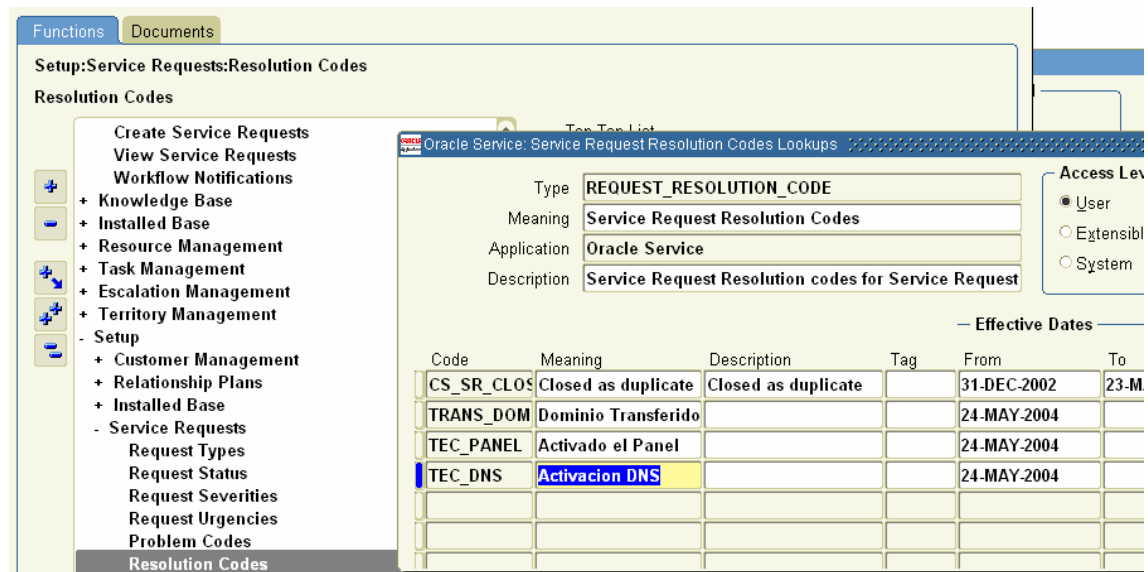 Functions Documents
Setup:Service Requests:Resolution Codes
Resolution Codes
Create Service Requests
View Service Requests
Workflow Notifications
+ Knowledge Base
+ Installed Base
+ Resource Management
+ Task Management
+ Escalation Management
+ Territory Management
- Setup
+ Customer Management
+ Relationship Plans
+ Installed Base
- Service Requests
Request Types
Request Status
Request Severities
Request Urgencies
Problem Codes
Resolution Codes
Oracle Service: Service Request Resolution Codes Lookups
Type REQUEST_RESOLUTION_CODE
Meaning Service Request Resolution Codes
Application Oracle Service
Description Service Request Resolution codes for Service Request
Access Lev
User
Extensibl
System
Effective Dates
Code Meaning Description Tag From To
CS_SR_CLOS Closed as duplicate Closed as duplicate 31-DEC-2002 23-M
TRANS_DOM Dominio Transferido 24-MAY-2004
TEC_PANEL Activado el Panel 24-MAY-2004
TEC_DNS Activacion DNS 24-MAY-2004